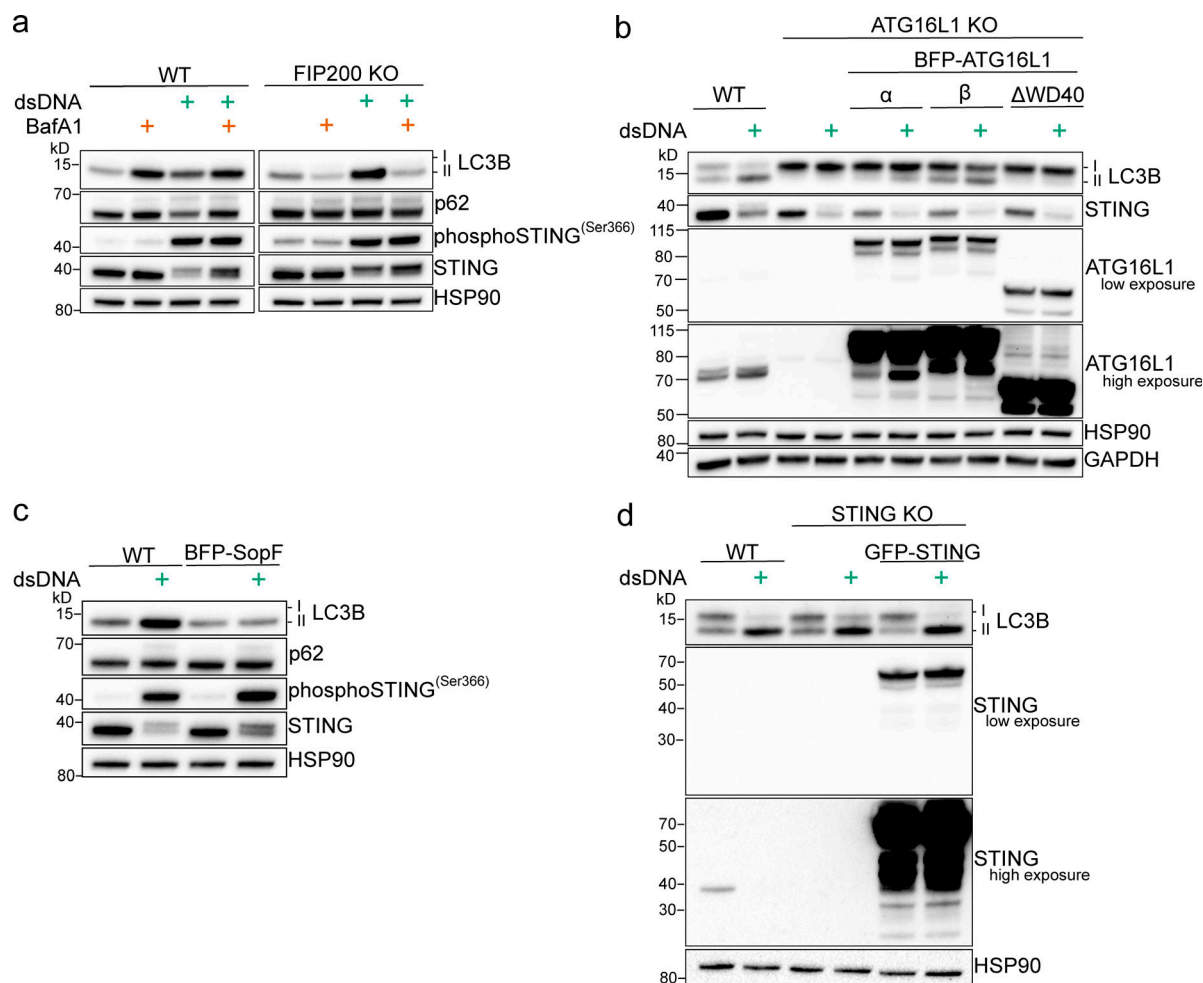 a
WT FIP200 KO
dsDNA + + + +
BafA1 + + + +
kD
15 I II LC3B
70 p62
40 phosphoSTING(Ser366)
40 STING
80 HSP90
b
ATG16L1 KO
BFP-ATG16L1
WT α β ΔWD40
dsDNA + + + + +
kD
15 I II LC3B
40 STING
115
80
70
50
ATG16L1
low exposure
115
80
70
50
ATG16L1
high exposure
80 HSP90
40 GAPDH
c
WT BFP-SopF
dsDNA + +
kD
15 I II LC3B
70 p62
40 phosphoSTING(Ser366)
40 STING
80 HSP90
d
STING KO
WT GFP-STING
dsDNA + + +
kD
15 I II LC3B
70
50
40
30
STING
low exposure
70
50
40
30
STING
high exposure
80 HSP90